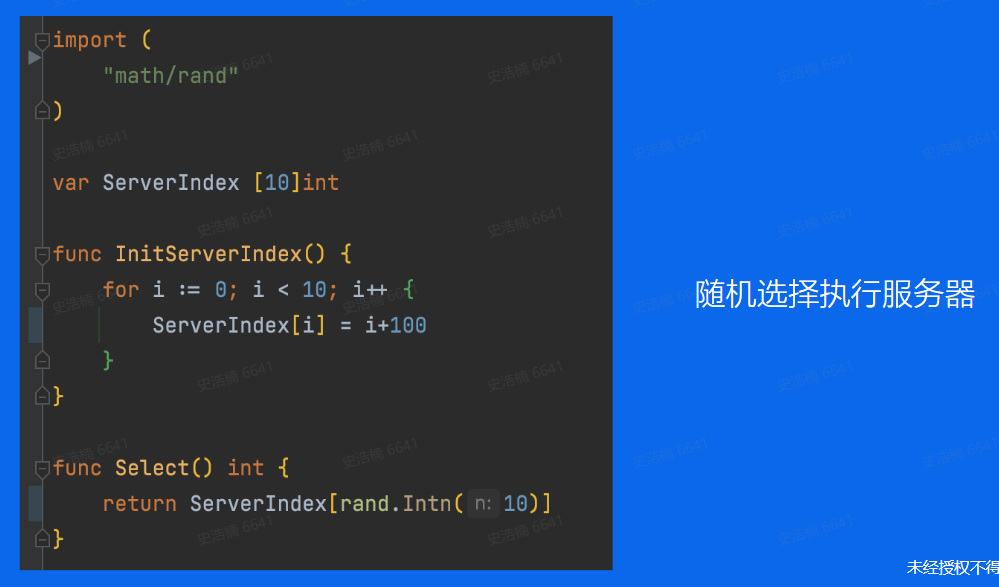 import (
"math/rand"
)
var ServerIndex [10]int
func InitServerIndex() {
for i := 0; i < 10; i++ {
ServerIndex[i] = i+100
}
}
func Select() int {
return ServerIndex[rand.Intn( n: 10)]
}
随机选择执行服务器
史浩楠 6641
未经授权不得